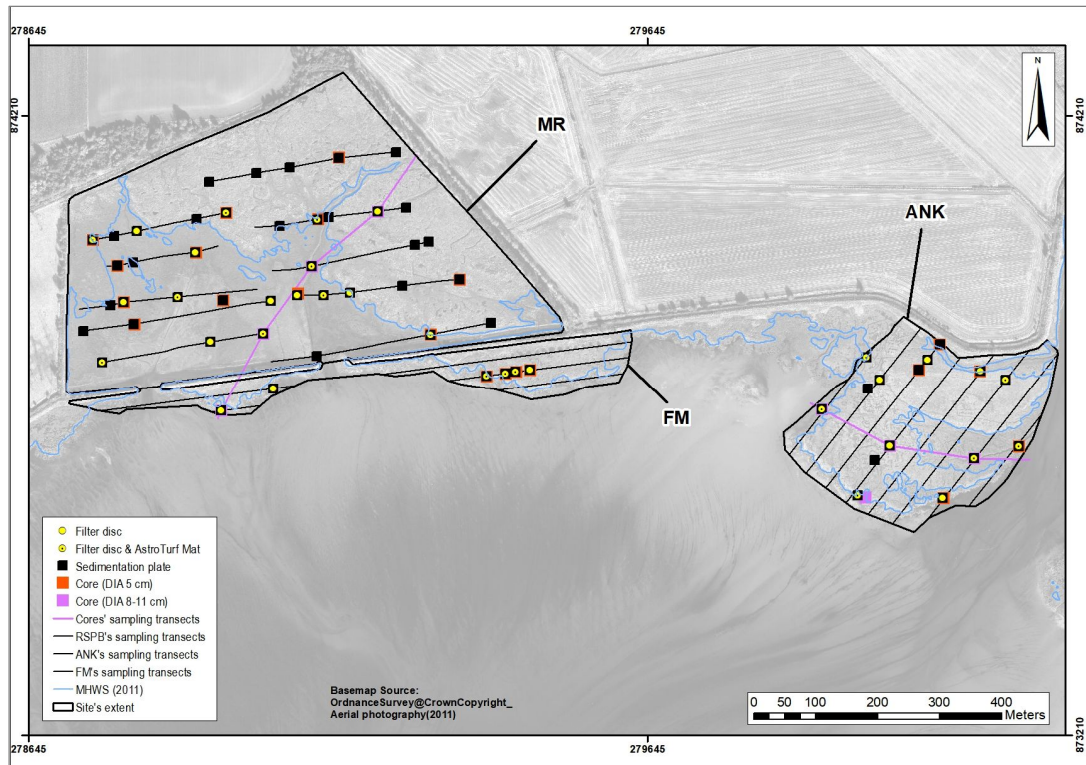 278645
279645
874210
874210
N
MR
ANK
FM
Filter disc
Filter disc & AstroTurf Mat
Sedimentation plate
Core (DIA 5 cm)
Core (DIA 8-11 cm)
Cores' sampling transects
RSPB's sampling transects
ANK's sampling transects
FM's sampling transects
MHWS (2011)
Site's extent
Basemap Source:
OrdnanceSurvey@CrownCopyright_
Aerial photography(2011)
0 50 100 200 300 400
Meters
873210
873210
278645
279645